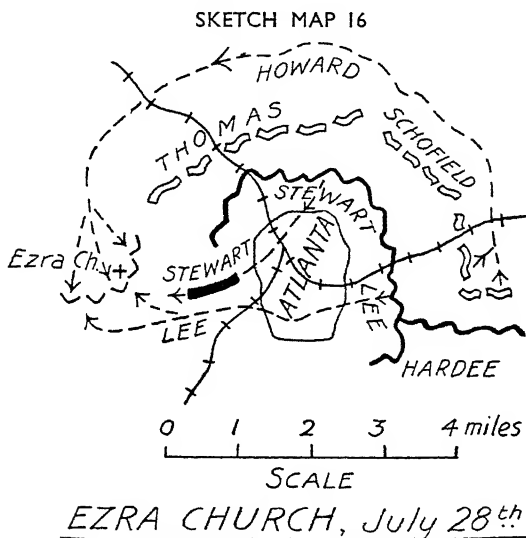 SKETCH MAP 16
HOWARD
THOMAS
SCHOFIELD
STEWART
Ezra Ch.
STEWART
ATLANTA
LEE
LEE
HARDEE
0 1 2 3 4 miles
SCALE
EZRA CHURCH, July 28th